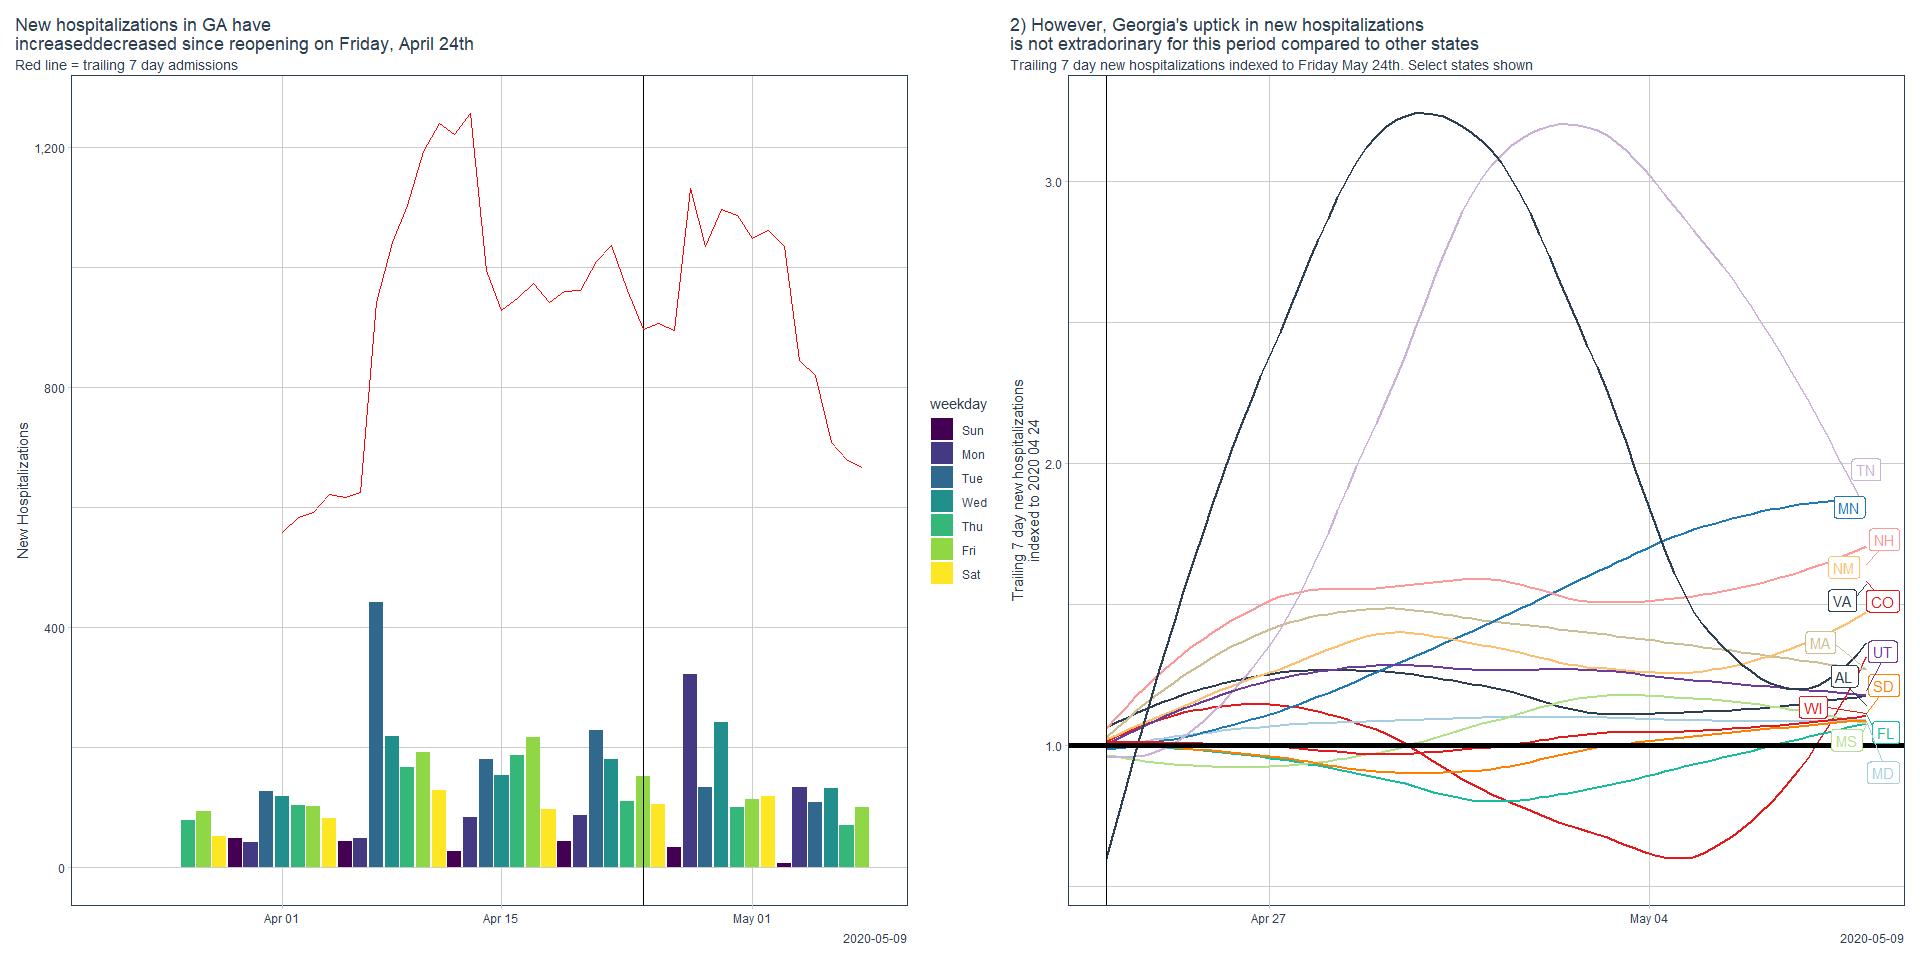 New hospitalizations in GA have
increaseddecreased since reopening on Friday, April 24th
Red line = trailing 7 day admissions
New Hospitalizations
1,200
800
400
0
Apr 01
Apr 15
May 01
2020-05-09
weekday
Sun
Mon
Tue
Wed
Thu
Fri
Sat
2) However, Georgia's uptick in new hospitalizations
is not extradorinary for this period compared to other states
Trailing 7 day new hospitalizations indexed to Friday May 24th. Select states shown
Trailing 7 day new hospitalizations
indexed to 2020 04 24
3.0
2.0
1.0
TN
MN
NH
NM
VA
CO
MA
UT
AL
SD
WI
FL
MS
MD
Apr 27
May 04
2020-05-09